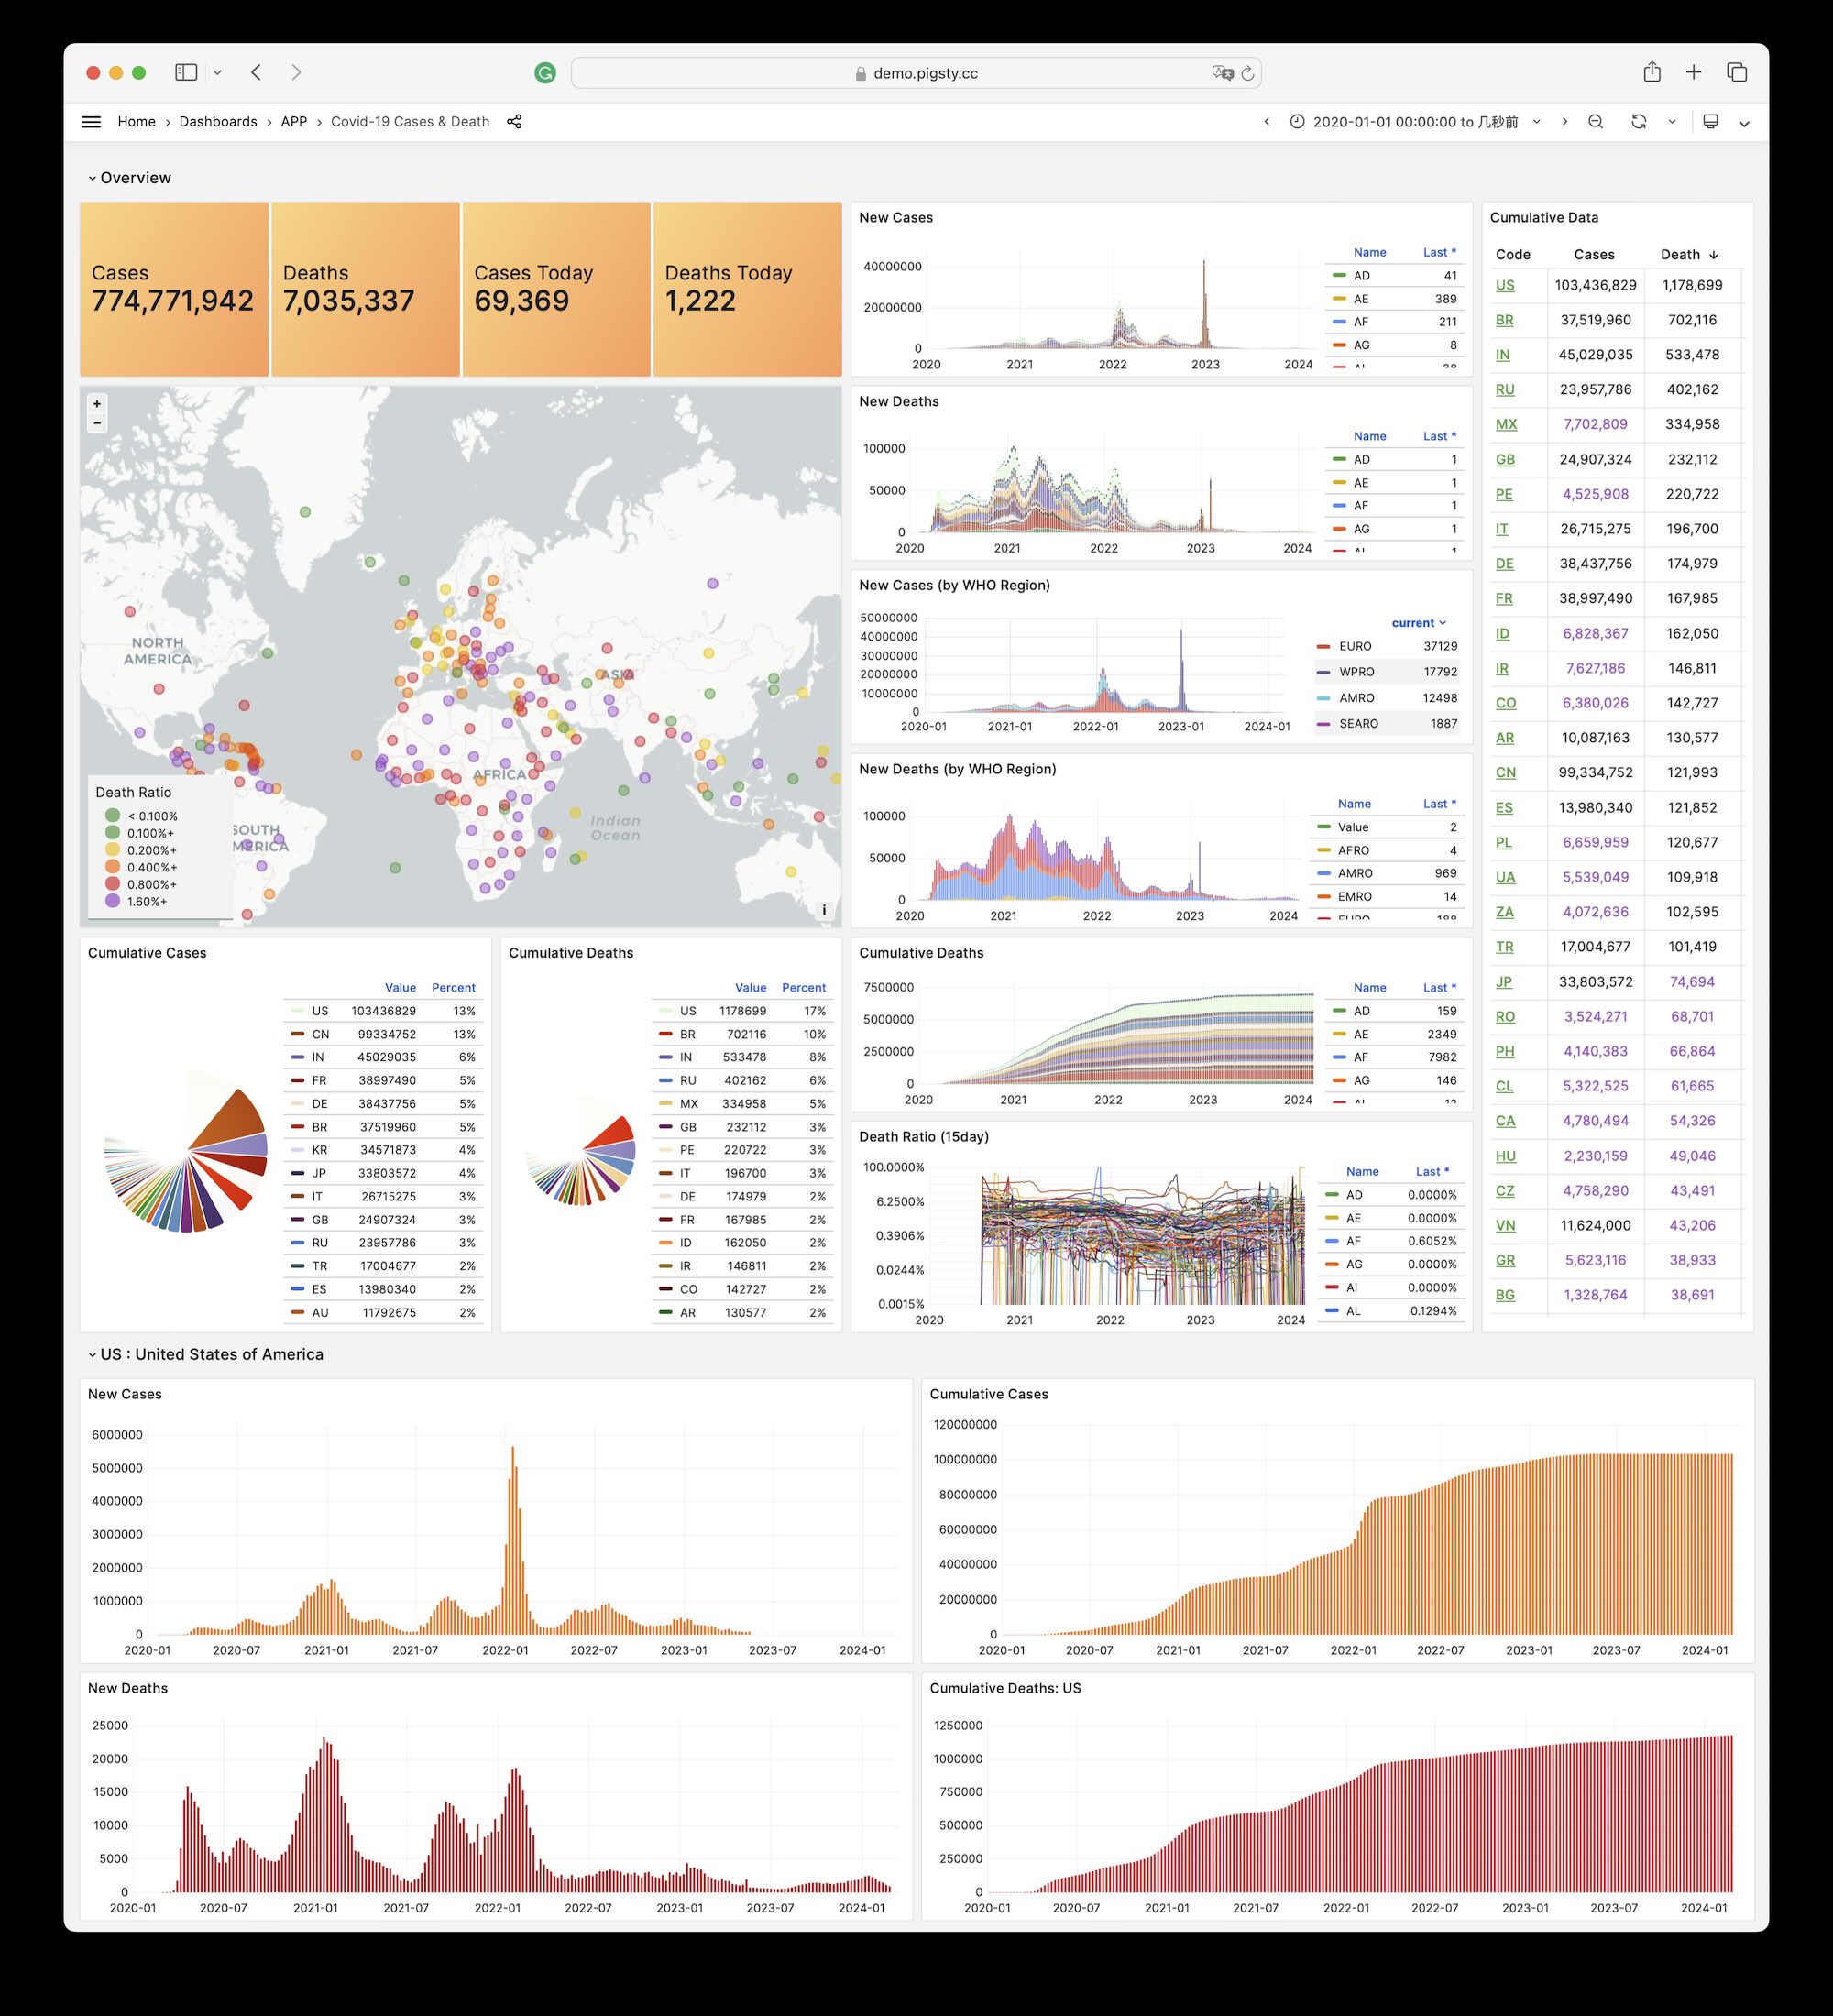 demo.pigsty.cc
Home › Dashboards › APP › Covid-19 Cases & Death
2020-01-01 00:00:00 to 几秒前
Overview
Cases
774,771,942
Deaths
7,035,337
Cases Today
69,369
Deaths Today
1,222
+
-
NORTH
AMERICA
ASIA
AFRICA
Indian
Ocean
SOUTH
MERICA
Death Ratio
< 0.100%
0.100%+
0.200%+
0.400%+
0.800%+
1.60%+
i
New Cases
40000000
20000000
0
2020 2021 2022 2023 2024
Name Last *
AD 41
AE 389
AF 211
AG 8
New Deaths
100000
50000
0
2020 2021 2022 2023 2024
Name Last *
AD 1
AE 1
AF 1
AG 1
New Cases (by WHO Region)
50000000
40000000
30000000
20000000
10000000
0
2020-01 2021-01 2022-01 2023-01 2024-01
current
EURO 37129
WPRO 17792
AMRO 12498
SEARO 1887
New Deaths (by WHO Region)
100000
50000
0
2020 2021 2022 2023 2024
Name Last *
Value 2
AFRO 4
AMRO 969
EMRO 14
EURO 188
Cumulative Deaths
7500000
5000000
2500000
0
2020 2021 2022 2023 2024
Name Last *
AD 159
AE 2349
AF 7982
AG 146
Death Ratio (15day)
100.0000%
6.2500%
0.3906%
0.0244%
0.0015%
2020 2021 2022 2023 2024
Name Last *
AD 0.0000%
AE 0.0000%
AF 0.6052%
AG 0.0000%
AI 0.0000%
AL 0.1294%
Cumulative Data
Code Cases Death ↓
US 103,436,829 1,178,699
BR 37,519,960 702,116
IN 45,029,035 533,478
RU 23,957,786 402,162
MX 7,702,809 334,958
GB 24,907,324 232,112
PE 4,525,908 220,722
IT 26,715,275 196,700
DE 38,437,756 174,979
FR 38,997,490 167,985
ID 6,828,367 162,050
IR 7,627,186 146,811
CO 6,380,026 142,727
AR 10,087,163 130,577
CN 99,334,752 121,993
ES 13,980,340 121,852
PL 6,659,959 120,677
UA 5,539,049 109,918
ZA 4,072,636 102,595
TR 17,004,677 101,419
JP 33,803,572 74,694
RO 3,524,271 68,701
PH 4,140,383 66,864
CL 5,322,525 61,665
CA 4,780,494 54,326
HU 2,230,159 49,046
CZ 4,758,290 43,491
VN 11,624,000 43,206
GR 5,623,116 38,933
BG 1,328,764 38,691
Cumulative Cases
Value Percent
US 103436829 13%
CN 99334752 13%
IN 45029035 6%
FR 38997490 5%
DE 38437756 5%
BR 37519960 5%
KR 34571873 4%
JP 33803572 4%
IT 26715275 3%
GB 24907324 3%
RU 23957786 3%
TR 17004677 2%
ES 13980340 2%
AU 11792675 2%
Cumulative Deaths
Value Percent
US 1178699 17%
BR 702116 10%
IN 533478 8%
RU 402162 6%
MX 334958 5%
GB 232112 3%
PE 220722 3%
IT 196700 3%
DE 174979 2%
FR 167985 2%
ID 162050 2%
IR 146811 2%
CO 142727 2%
AR 130577 2%
US : United States of America
New Cases
6000000
5000000
4000000
3000000
2000000
1000000
0
2020-01 2020-07 2021-01 2021-07 2022-01 2022-07 2023-01 2023-07 2024-01
Cumulative Cases
120000000
100000000
80000000
60000000
40000000
20000000
0
2020-01 2020-07 2021-01 2021-07 2022-01 2022-07 2023-01 2023-07 2024-01
New Deaths
25000
20000
15000
10000
5000
0
2020-01 2020-07 2021-01 2021-07 2022-01 2022-07 2023-01 2023-07 2024-01
Cumulative Deaths: US
1250000
1000000
750000
500000
250000
0
2020-01 2020-07 2021-01 2021-07 2022-01 2022-07 2023-01 2023-07 2024-01